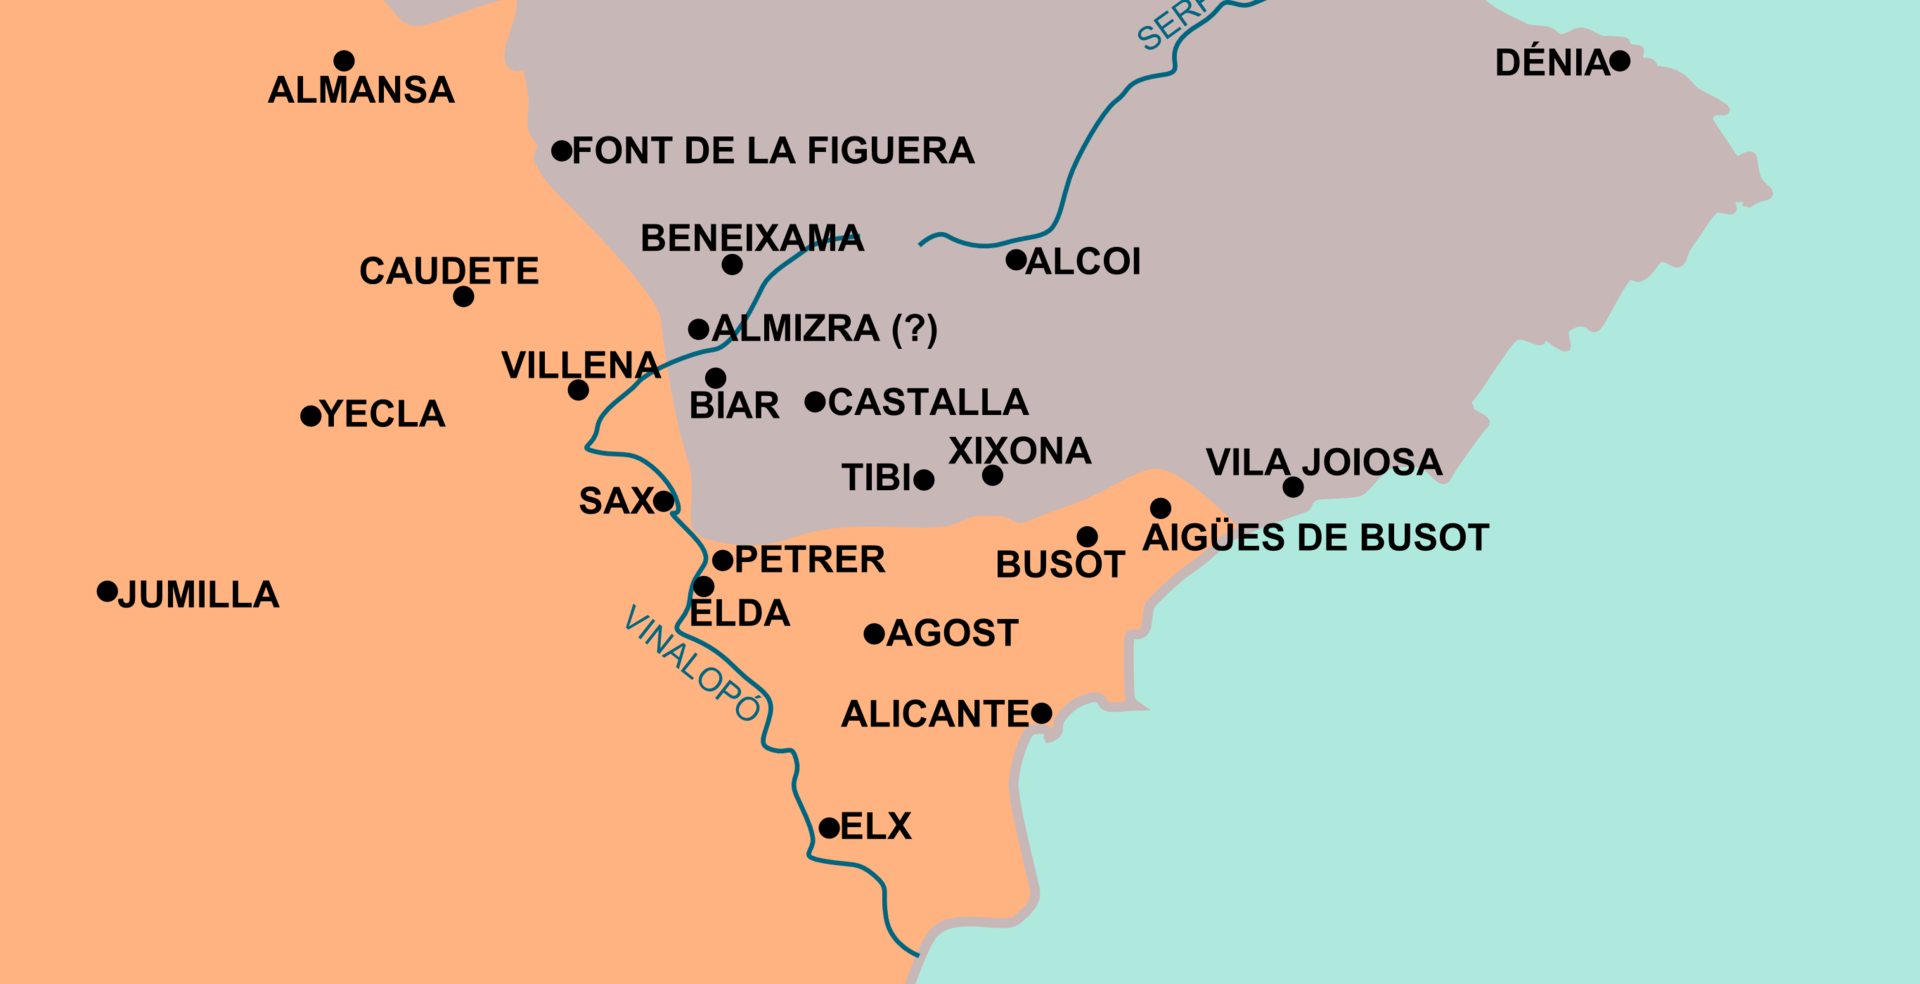 SERP
DÉNIA
ALMANSA
FONT DE LA FIGUERA
BENEIXAMA
ALCOI
CAUDETE
ALMIZRA (?)
VILLENA
BIAR
CASTALLA
YECLA
XIXONA
VILA JOIOSA
TIBI
SAX
AIGÜES DE BUSOT
PETRER
BUSOT
JUMILLA
ELDA
AGOST
VINALOPÓ
ALICANTE
ELX